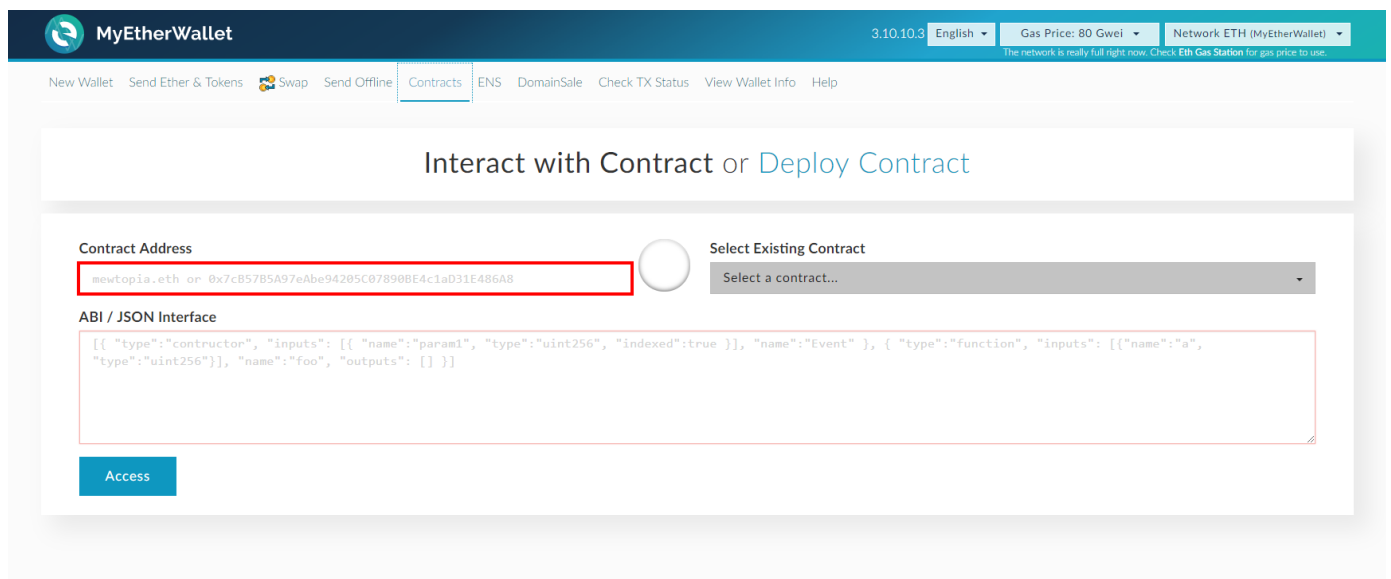 MyEtherWallet
3.10.10.3 English Gas Price: 80 Gwei Network ETH (MyEtherWallet)
The network is really full right now. Check Eth Gas Station for gas price to use.
New Wallet Send Ether & Tokens Swap Send Offline Contracts ENS DomainSale Check TX Status View Wallet Info Help
Interact with Contract or Deploy Contract
Contract Address
Select Existing Contract
mewtopia.eth or 0x7cB57B5A97eAbe94205C07890BE4c1aD31E486A8
Select a contract...
ABI / JSON Interface
[{ "type":"contructor", "inputs": [{ "name":"param1", "type":"uint256", "indexed":true }], "name":"Event" }, { "type":"function", "inputs": [{"name":"a",
"type":"uint256"}], "name":"foo", "outputs": [] }]
Access